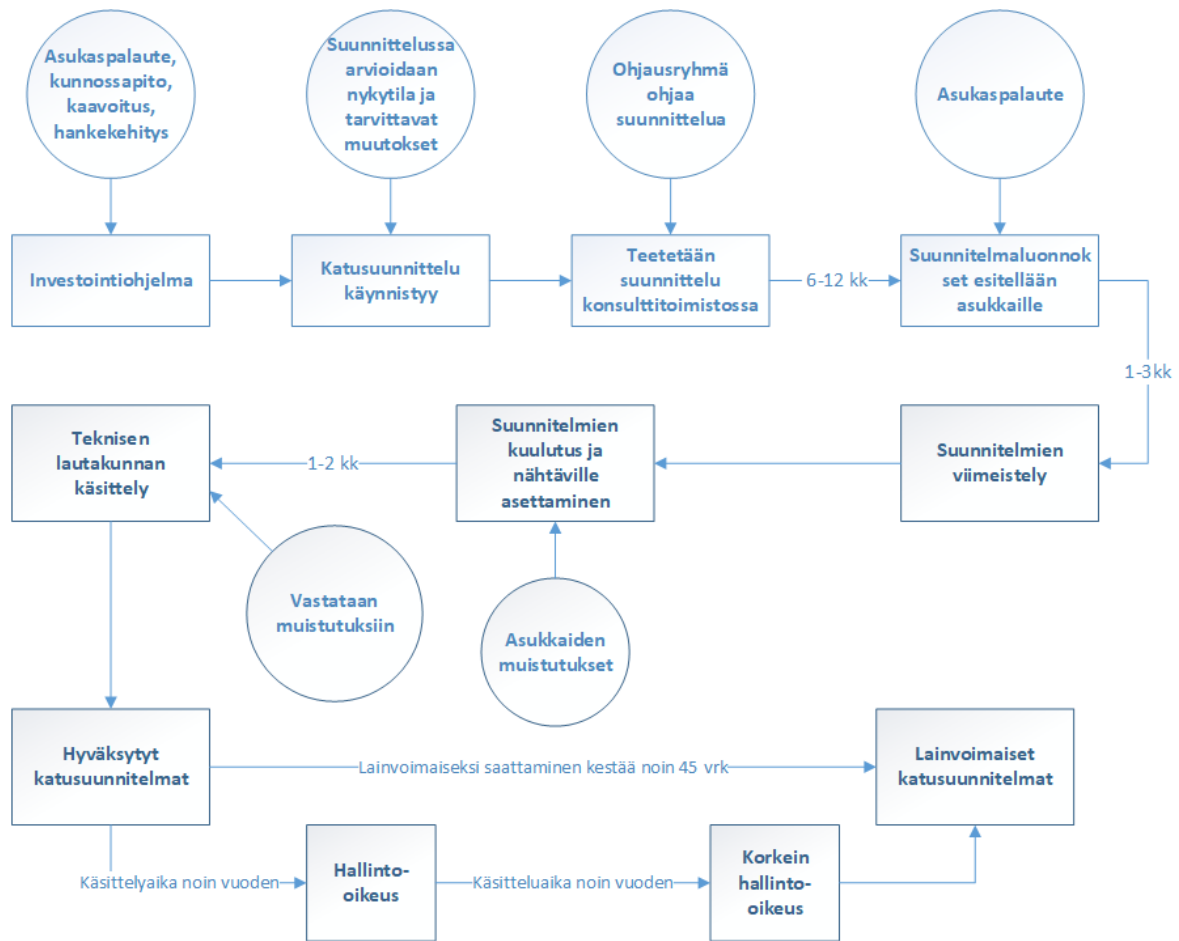 Asukaspalaute,
kunnossapito,
kaavoitus,
hankekehitys
Suunnittelussa
arvioidaan
nykytila ja
tarvittavat
muutokset
Ohjausryhmä
ohjaa
suunnittelua
Asukaspalaute
Investointiohjelma
Katusuunnittelu
käynnistyy
Teetetään
suunnittelu
konsulttitoimistossa
6-12 kk
Suunnitelmaluonnok
set esitellään
asukkaille
1-3kk
Suunnitelmien
viimeistely
Suunnitelmien
kuulutus ja
nähtäville
asettaminen
1-2 kk
Teknisen
lautakunnan
käsittely
Vastataan
muistutuksiin
Asukkaiden
muistutukset
Hyväksytyt
katusuunnitelmat
Lainvoimaiseksi saattaminen kestää noin 45 vrk
Lainvoimaiset
katusuunnitelmat
Käsittelyaika noin vuoden
Hallinto-
oikeus
Käsitteluaika noin vuoden
Korkein
hallinto-
oikeus